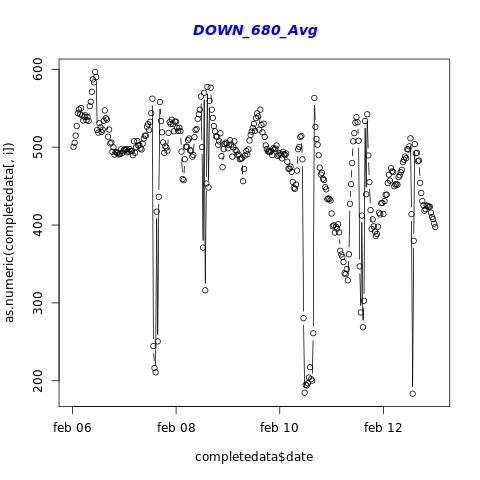 DOWN_680_Avg
600
500
400
300
200
as.numeric(completedata[, i])
feb 06
feb 08
feb 10
feb 12
completedata$date